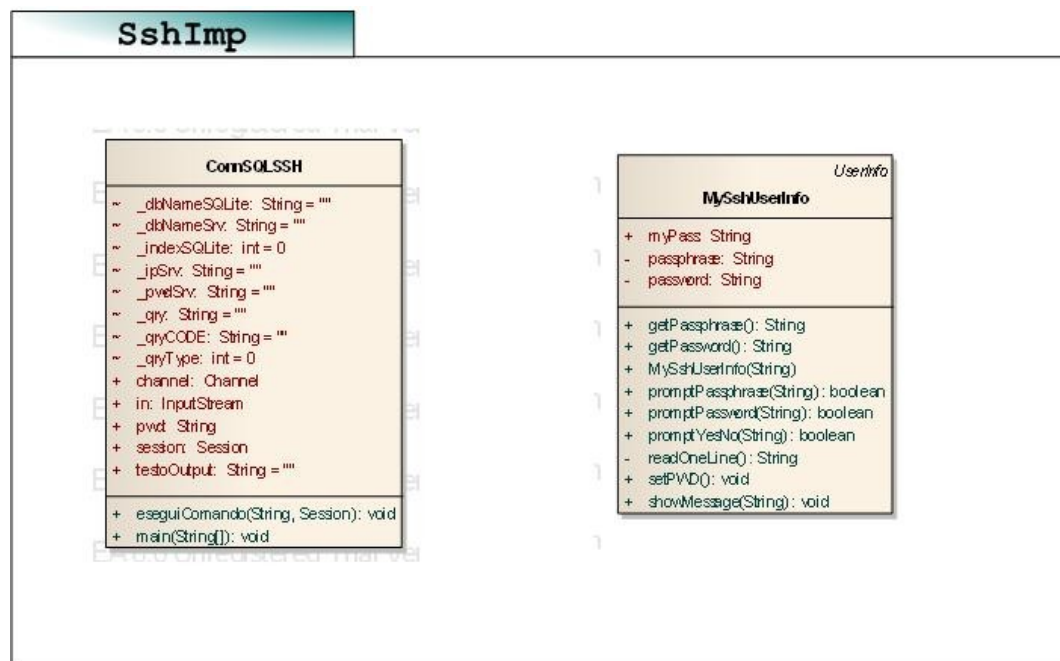 SshImp
ConnSQLSSH
~ _dbNameSQLite: String = ""
~ _dbNameSrv: String = ""
~ _indexSQLite: int = 0
~ _ipSrv: String = ""
~ _pwdSrv: String = ""
~ _qry: String = ""
~ _qryCODE: String = ""
~ _qryType: int = 0
+ channel: Channel
+ in: InputStream
+ pwd: String
+ session: Session
+ testoOutput: String = ""
+ eseguiComando(String, Session): void
+ main(String[]): void
UserInfo
MySshUserInfo
+ myPass: String
- passphrase: String
- password: String
+ getPassphrase(): String
+ getPassword(): String
+ MySshUserInfo(String)
+ promptPassphrase(String): boolean
+ promptPassword(String): boolean
+ promptYesNo(String): boolean
- readOneLine(): String
+ setPWD(): void
+ showMessage(String): void